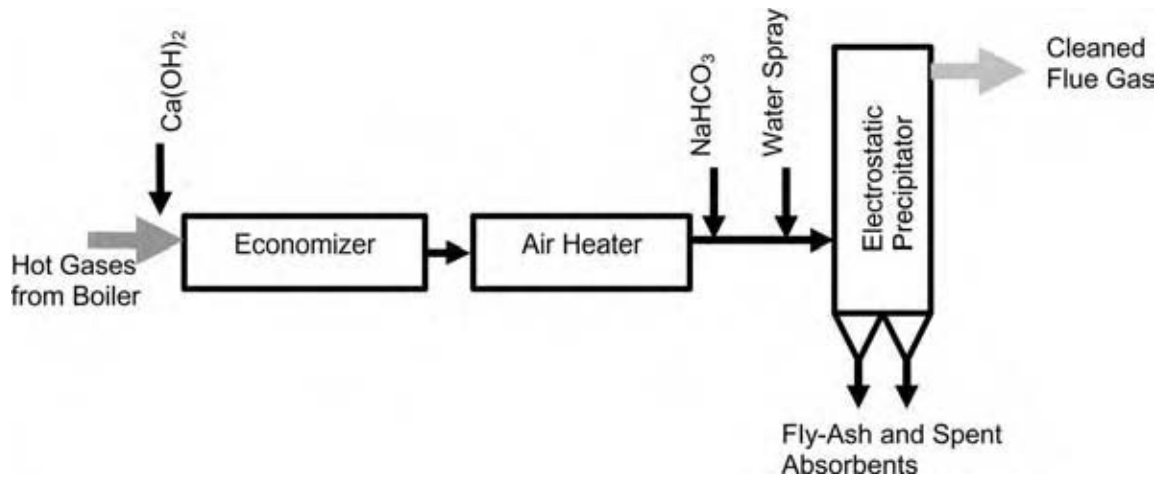 Ca(OH)₂
Hot Gases
from Boiler
Economizer
Air Heater
NaHCO₃
Water Spray
Electrostatic
Precipitator
Cleaned
Flue Gas
Fly-Ash and Spent
Absorbents